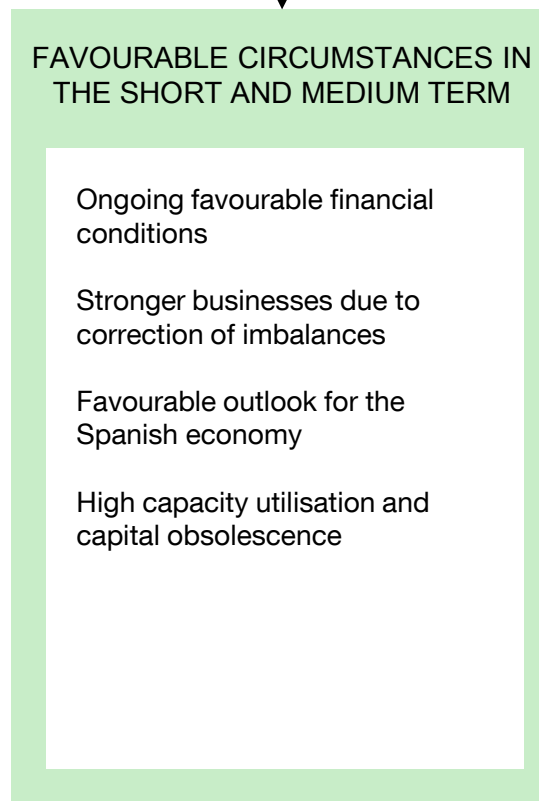 FAVOURABLE CIRCUMSTANCES IN
THE SHORT AND MEDIUM TERM
Ongoing favourable financial
conditions
Stronger businesses due to
correction of imbalances
Favourable outlook for the
Spanish economy
High capacity utilisation and
capital obsolescence